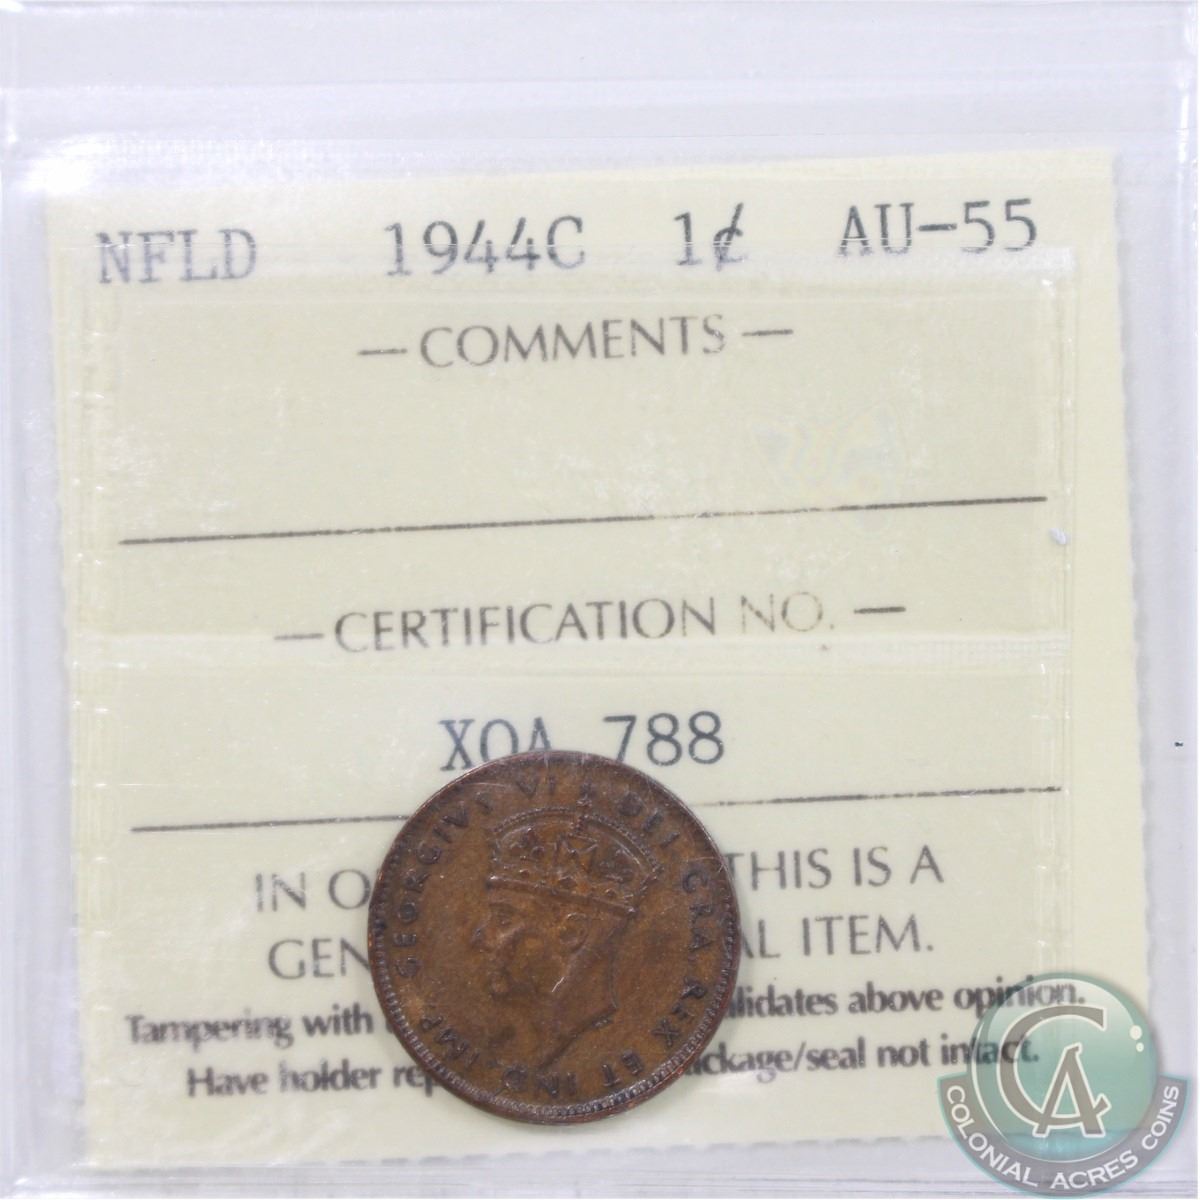 NFLD 1944C 1¢ AU-55
— COMMENTS —
— CERTIFICATION NO. —
XOA 788
IN O THIS IS A
GEN AL ITEM.
Tampering with lidates above opinion.
Have holder rep ckage/seal not intact.
GEORGIVS VI DEI GRA. REX ET IND. IMP.
CA
COLONIAL ACRES COINS